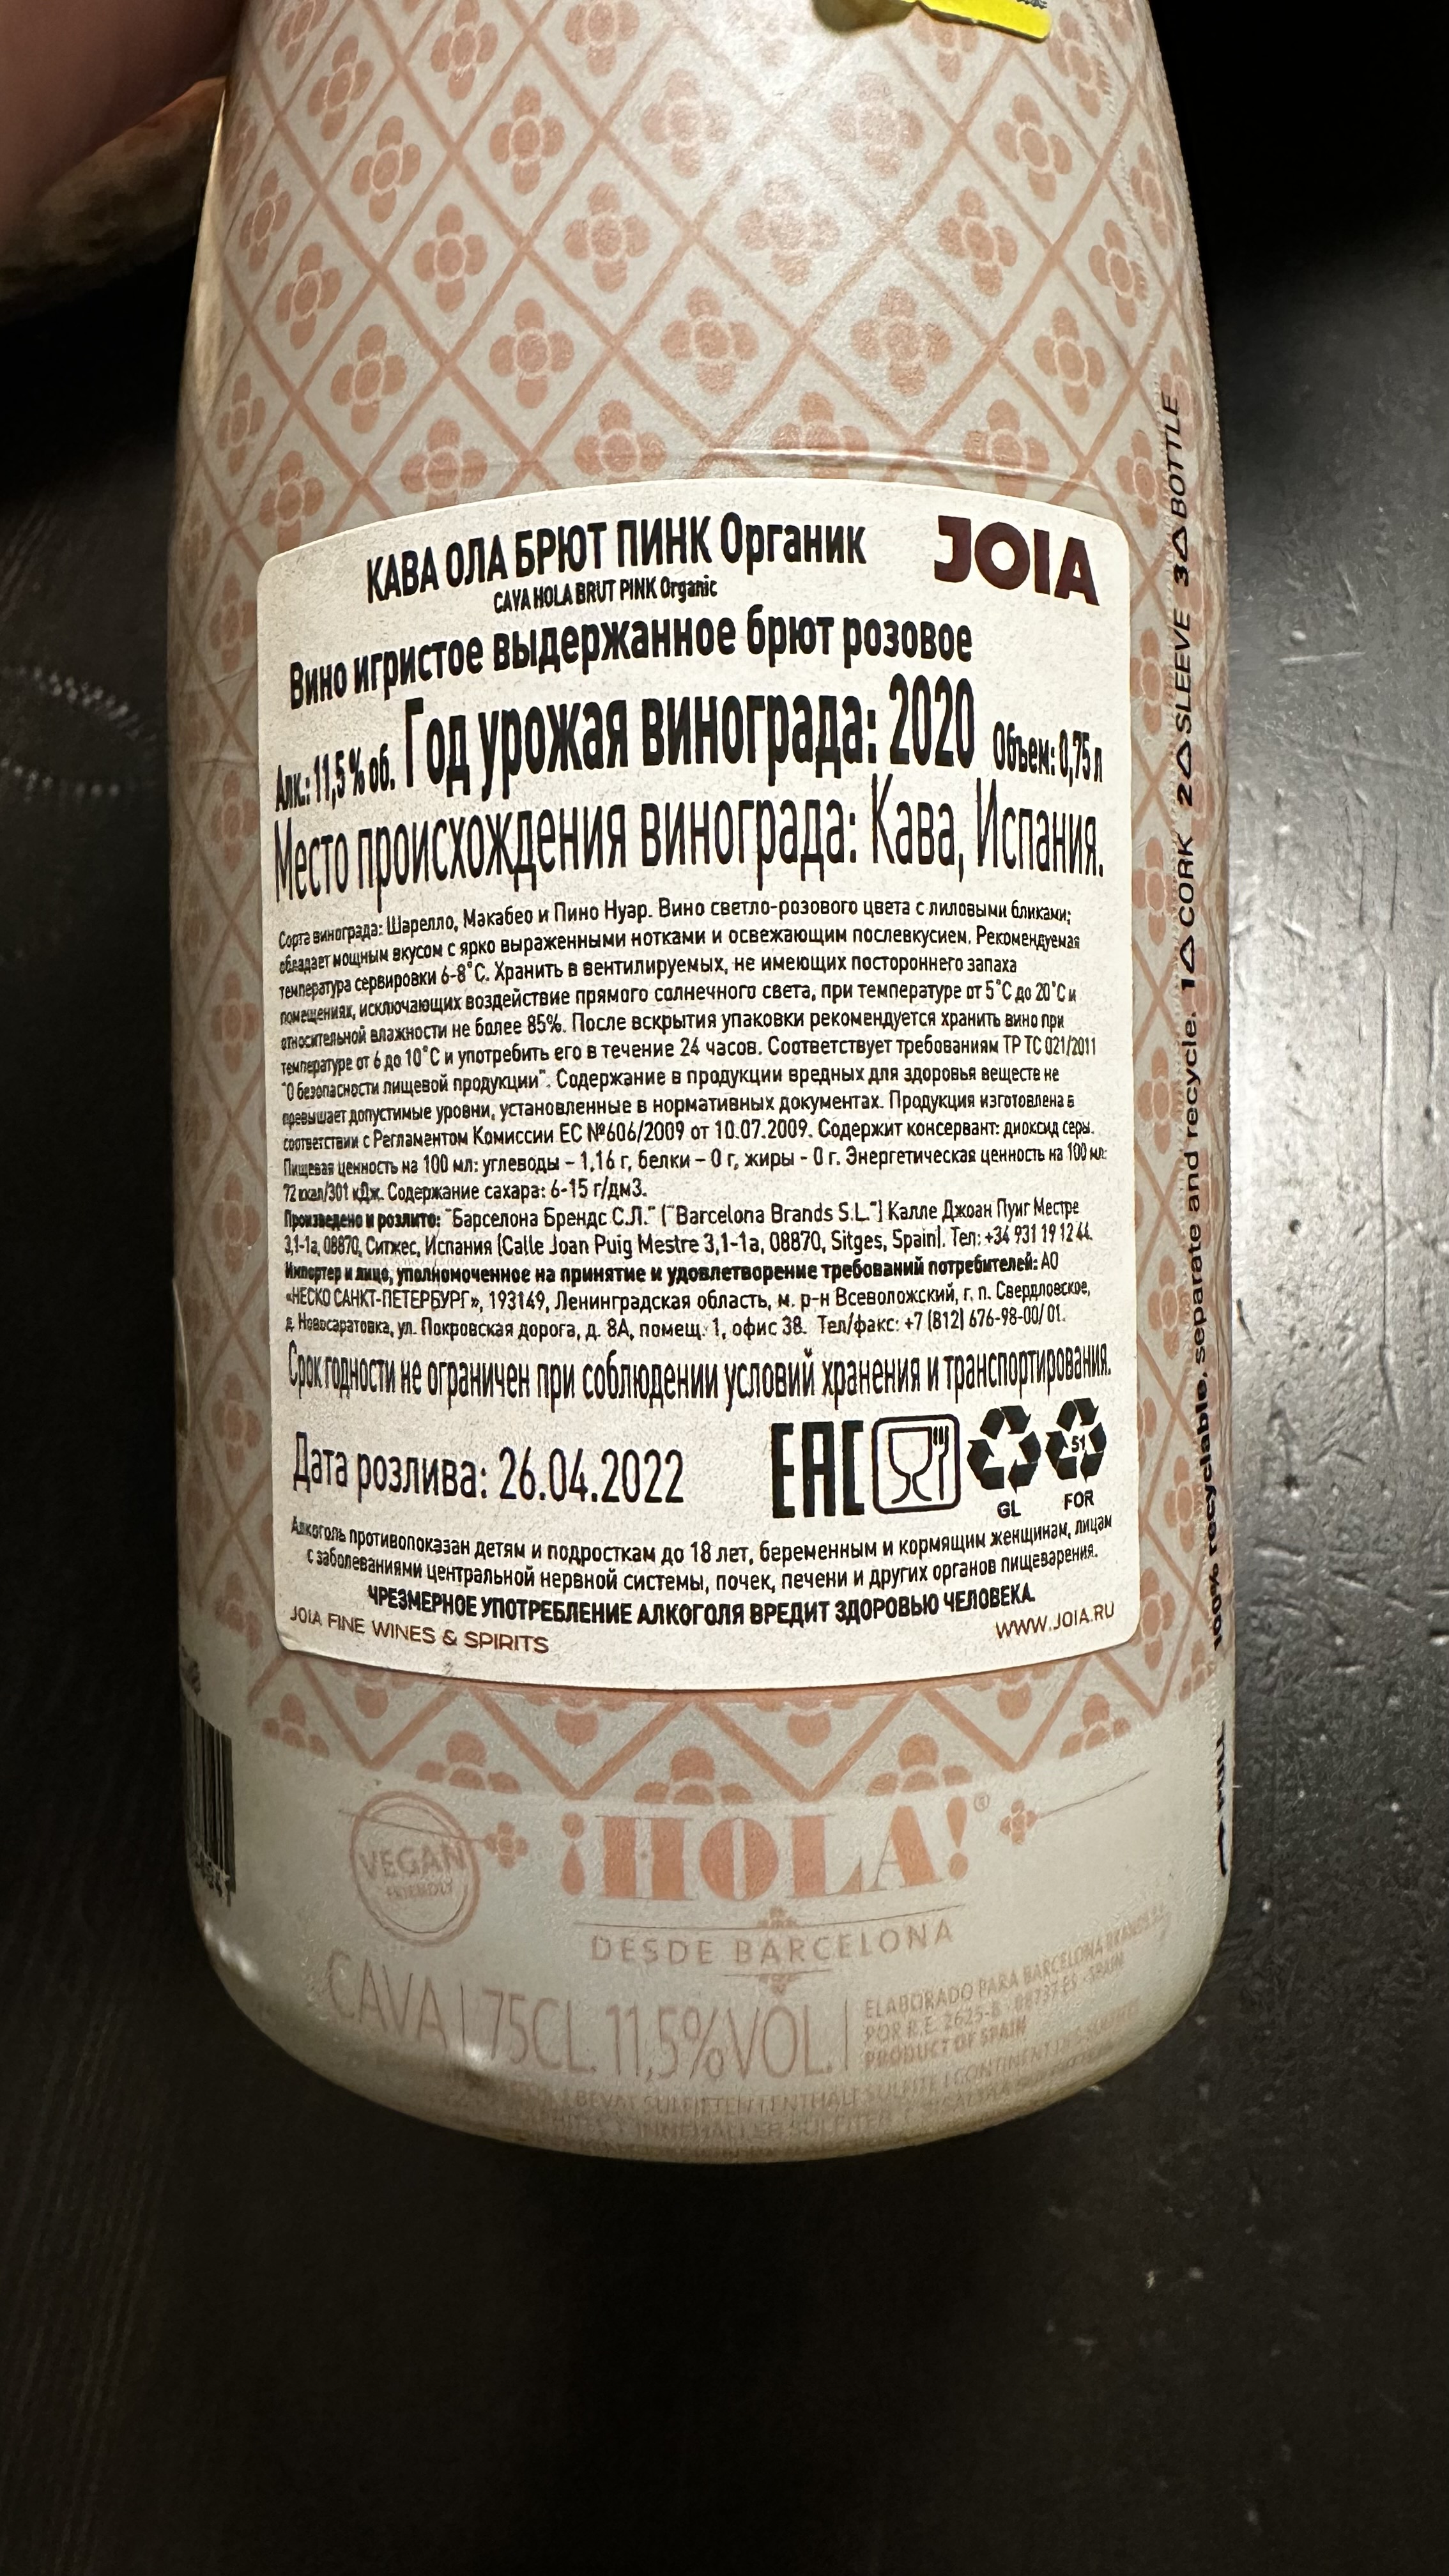 КАВА ОЛА БРЮТ ПИНК Органик
JOIA
CAVA HOLA BRUT PINK Organic
Вино игристое выдержанное брют розовое
Алк.: 11,5 % об. Год урожая винограда: 2020 Объем: 0,75 л
Место происхождения винограда: Кава, Испания.
Сорта винограда: Шарелло, Макабео и Пино Нуар. Вино светло-розового цвета с лиловыми бликами;
обладает мощным вкусом с ярко выраженными нотками и освежающим послевкусием. Рекомендуемая
температура сервировки 6-8°С. Хранить в вентилируемых, не имеющих постороннего запаха
помещениях, исключающих воздействие прямого солнечного света, при температуре от 5°С до 20°С и
относительной влажности не более 85%. После вскрытия упаковки рекомендуется хранить вино при
температуре от 6 до 10°С и употребить его в течение 24 часов. Соответствует требованиям ТР ТС 021/2011
"О безопасности пищевой продукции". Содержание в продукции вредных для здоровья веществ не
превышает допустимые уровни, установленные в нормативных документах. Продукция изготовлена в
соответствии с Регламентом Комиссии ЕС №606/2009 от 10.07.2009. Содержит консервант: диоксид серы.
Пищевая ценность на 100 мл: углеводы – 1,16 г, белки – 0 г, жиры - 0 г. Энергетическая ценность на 100 мл:
72 ккал/301 кДж. Содержание сахара: 6-15 г/дм3.
Произведено и розлито: "Барселона Брендс С.Л." ("Barcelona Brands S.L.") Калле Джоан Пуиг Местре
3,1-1а, 08870, Ситжес, Испания (Calle Joan Puig Mestre 3,1-1a, 08870, Sitges, Spain). Тел: +34 931 19 12 44.
Импортер и лицо, уполномоченное на принятие и удовлетворение требований потребителей: АО
«НЕСКО САНКТ-ПЕТЕРБУРГ», 193149, Ленинградская область, м. р-н Всеволожский, г. п. Свердловское,
д. Новосаратовка, ул. Покровская дорога, д. 8А, помещ. 1, офис 38. Тел/факс: +7 (812) 676-98-00/ 01.
Срок годности не ограничен при соблюдении условий хранения и транспортирования.
Дата розлива: 26.04.2022
EAC
51
GL FOR
Алкоголь противопоказан детям и подросткам до 18 лет, беременным и кормящим женщинам, лицам
с заболеваниями центральной нервной системы, почек, печени и других органов пищеварения.
ЧРЕЗМЕРНОЕ УПОТРЕБЛЕНИЕ АЛКОГОЛЯ ВРЕДИТ ЗДОРОВЬЮ ЧЕЛОВЕКА.
JOIA FINE WINES & SPIRITS
WWW.JOIA.RU
100% recyclable, separate and recycle. 1 CORK 2 SLEEVE 3 BOTTLE
PULL
VEGAN
FRIENDLY
¡HOLA!®
DESDE BARCELONA
CAVA | 75CL. 11,5%VOL. |
ELABORADO PARA BARCELONA BRANDS
POR R.E. 2625-B SPAIN
PRODUCT OF SPAIN